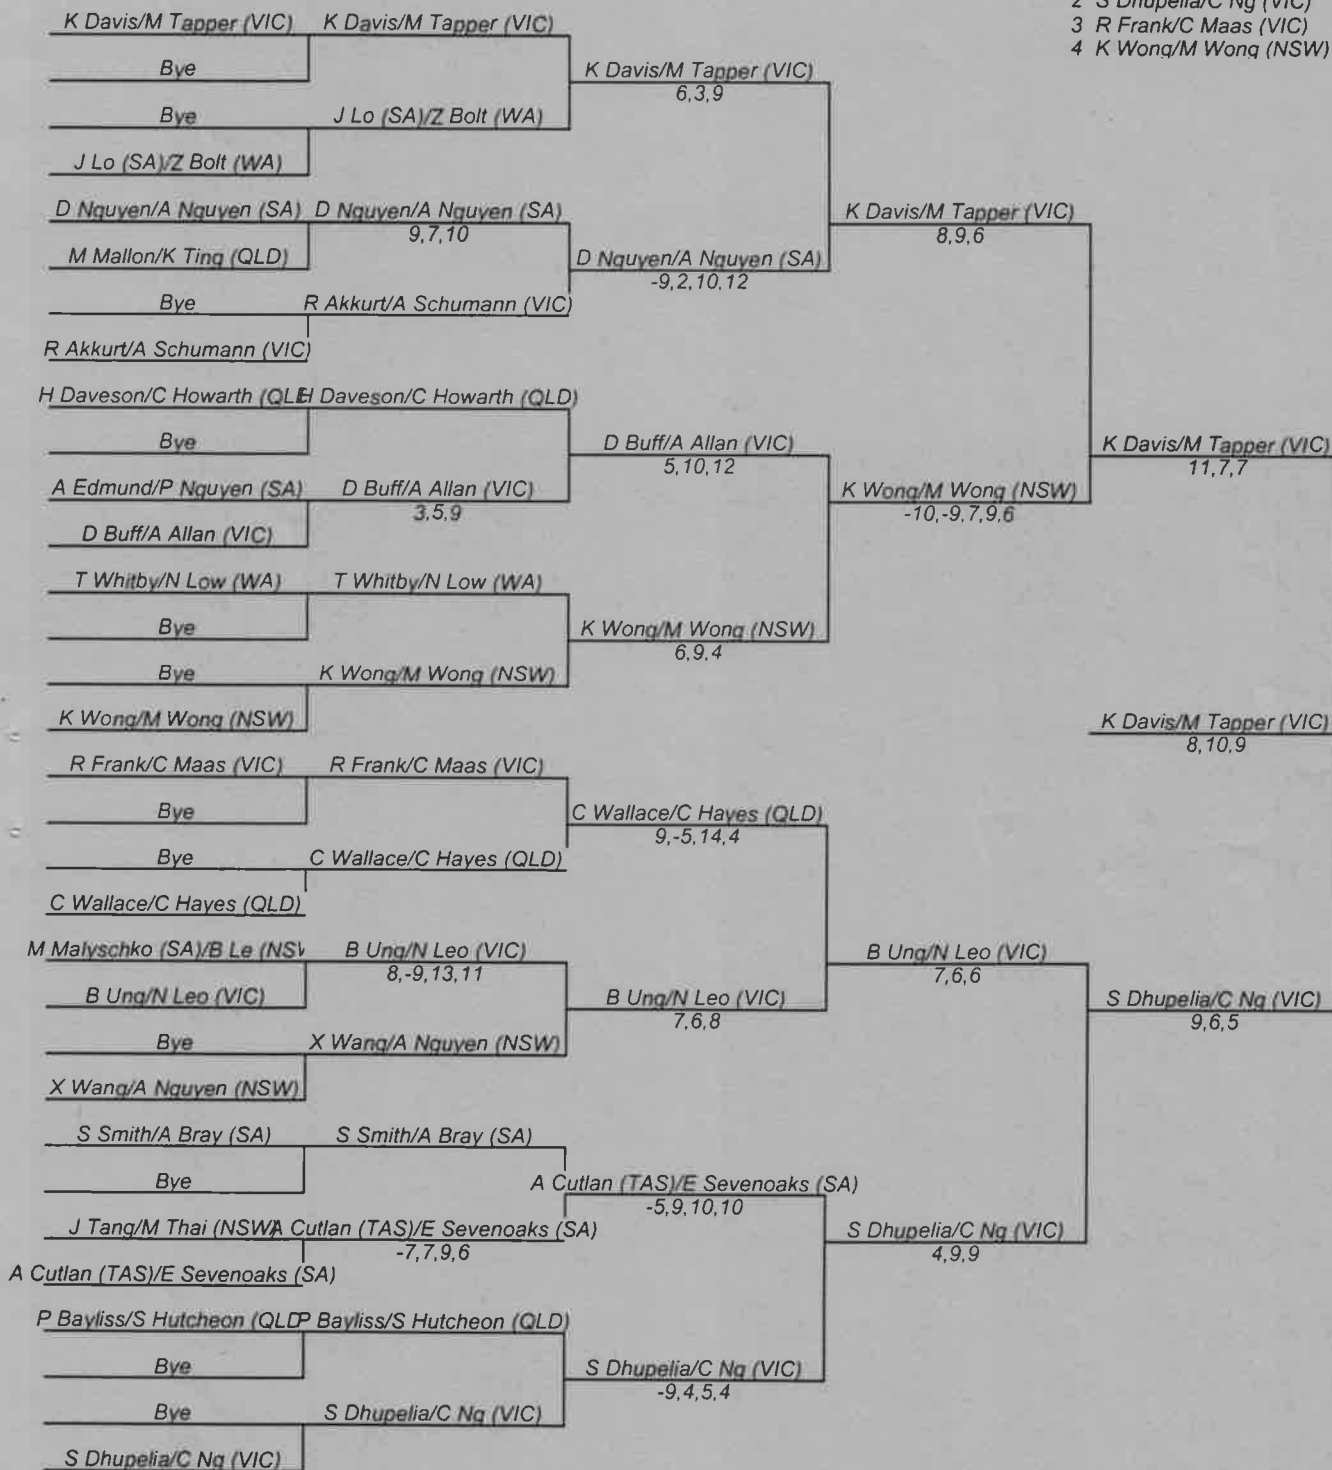 2 S Dhupelia/C Ng (VIC)
3 R Frank/C Maas (VIC)
4 K Wong/M Wong (NSW)
K Davis/M Tapper (VIC) K Davis/M Tapper (VIC)
Bye
K Davis/M Tapper (VIC)
6,3,9
Bye J Lo (SA)/Z Bolt (WA)
J Lo (SA)/Z Bolt (WA)
D Nguyen/A Nguyen (SA) D Nguyen/A Nguyen (SA)
9,7,10
K Davis/M Tapper (VIC)
8,9,6
M Mallon/K Ting (QLD)
D Nguyen/A Nguyen (SA)
-9,2,10,12
Bye R Akkurt/A Schumann (VIC)
R Akkurt/A Schumann (VIC)
H Daveson/C Howarth (QL H Daveson/C Howarth (QLD)
Bye
D Buff/A Allan (VIC)
5,10,12
K Davis/M Tapper (VIC)
11,7,7
A Edmund/P Nguyen (SA) D Buff/A Allan (VIC)
3,5,9
K Wong/M Wong (NSW)
-10,-9,7,9,6
D Buff/A Allan (VIC)
T Whitby/N Low (WA) T Whitby/N Low (WA)
Bye
K Wong/M Wong (NSW)
6,9,4
Bye K Wong/M Wong (NSW)
K Wong/M Wong (NSW)
K Davis/M Tapper (VIC)
8,10,9
R Frank/C Maas (VIC) R Frank/C Maas (VIC)
Bye
C Wallace/C Hayes (QLD)
9,-5,14,4
Bye C Wallace/C Hayes (QLD)
C Wallace/C Hayes (QLD)
M Malyschko (SA)/B Le (NS B Ung/N Leo (VIC)
8,-9,13,11
B Ung/N Leo (VIC)
7,6,6
B Ung/N Leo (VIC)
B Ung/N Leo (VIC)
7,6,8
S Dhupelia/C Ng (VIC)
9,6,5
Bye X Wang/A Nguyen (NSW)
X Wang/A Nguyen (NSW)
S Smith/A Bray (SA) S Smith/A Bray (SA)
Bye
A Cutlan (TAS)/E Sevenoaks (SA)
-5,9,10,10
J Tang/M Thai (NSW A Cutlan (TAS)/E Sevenoaks (SA)
-7,7,9,6
S Dhupelia/C Ng (VIC)
4,9,9
A Cutlan (TAS)/E Sevenoaks (SA)
P Bayliss/S Hutcheon (QL P Bayliss/S Hutcheon (QLD)
Bye
S Dhupelia/C Ng (VIC)
-9,4,5,4
Bye S Dhupelia/C Ng (VIC)
S Dhupelia/C Ng (VIC)